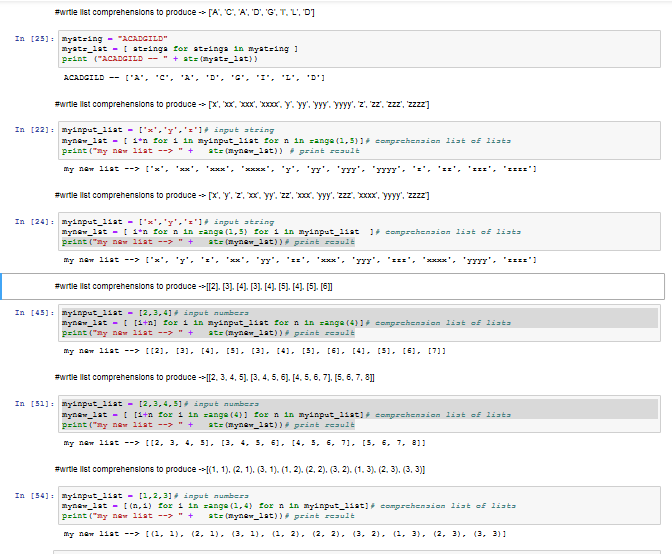 #wrtie list comprehensions to produce -> ['A', 'C', 'A', 'D', 'G', 'I', 'L', 'D']
In [25]: mystring = "ACADGILD"
mystr_lst = [ strings for strings in mystring ]
print ("ACADGILD -- " + str(mystr_lst))
ACADGILD -- ['A', 'C', 'A', 'D', 'G', 'I', 'L', 'D']
#wrtie list comprehensions to produce -> ['x', 'xx', 'xxx', 'xxxx', 'y', 'yy', 'yyy', 'yyyy', 'z', 'zz', 'zzz', 'zzzz']
In [22]: myinput_list = ['x','y','z']# input string
mynew_lst = [ i*n for i in myinput_list for n in range(1,5)]# comprehension list of lists
print("my new list --> " +   str(mynew_lst)) # print result
my new list --> ['x', 'xx', 'xxx', 'xxxx', 'y', 'yy', 'yyy', 'yyyy', 'z', 'zz', 'zzz', 'zzzz']
#wrtie list comprehensions to produce -> ['x', 'y', 'z', 'xx', 'yy', 'zz', 'xxx', 'yyy', 'zzz', 'xxxx', 'yyyy', 'zzzz']
In [24]: myinput_list = ['x','y','z']# input string
mynew_lst = [ i*n for n in range(1,5) for i in myinput_list  ]# comprehension list of lists
print("my new list --> " +   str(mynew_lst))# print result
my new list --> ['x', 'y', 'z', 'xx', 'yy', 'zz', 'xxx', 'yyy', 'zzz', 'xxxx', 'yyyy', 'zzzz']
#wrtie list comprehensions to produce ->[[2], [3], [4], [3], [4], [5], [4], [5], [6]]
In [45]: myinput_list = [2,3,4]# input numbers
mynew_lst = [ [i+n] for i in myinput_list for n in range(4)]# comprehension list of lists
print("my new list --> " +   str(mynew_lst))# print result
my new list --> [[2], [3], [4], [5], [3], [4], [5], [6], [4], [5], [6], [7]]
#wrtie list comprehensions to produce ->[[2, 3, 4, 5], [3, 4, 5, 6], [4, 5, 6, 7], [5, 6, 7, 8]]
In [51]: myinput_list = [2,3,4,5]# input numbers
mynew_lst = [ [i+n for i in range(4)] for n in myinput_list]# comprehension list of lists
print("my new list --> " +   str(mynew_lst))# print result
my new list --> [[2, 3, 4, 5], [3, 4, 5, 6], [4, 5, 6, 7], [5, 6, 7, 8]]
#wrtie list comprehensions to produce ->[(1, 1), (2, 1), (3, 1), (1, 2), (2, 2), (3, 2), (1, 3), (2, 3), (3, 3)]
In [54]: myinput_list = [1,2,3]# input numbers
mynew_lst = [(n,i) for i in range(1,4) for n in myinput_list]# comprehension list of lists
print("my new list --> " +   str(mynew_lst))# print result
my new list --> [(1, 1), (2, 1), (3, 1), (1, 2), (2, 2), (3, 2), (1, 3), (2, 3), (3, 3)]